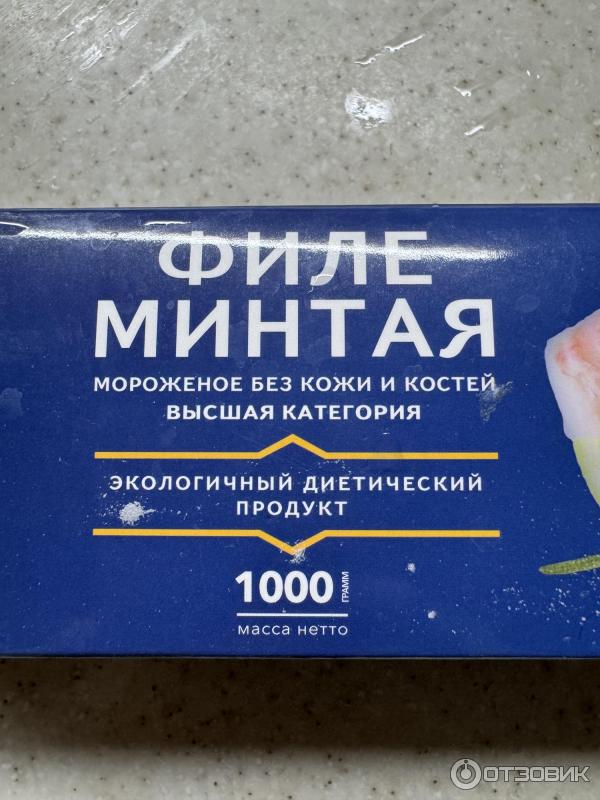 ФИЛЕ
МИНТАЯ
МОРОЖЕНОЕ БЕЗ КОЖИ И КОСТЕЙ
ВЫСШАЯ КАТЕГОРИЯ
ЭКОЛОГИЧНЫЙ ДИЕТИЧЕСКИЙ
ПРОДУКТ
1000 ГРАММ
масса нетто
ОТЗОВИК